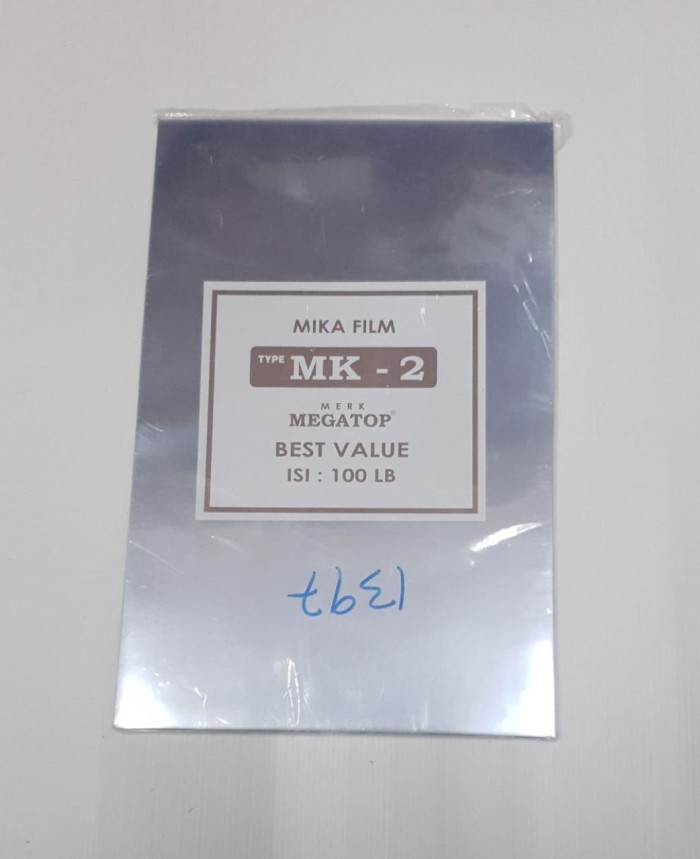 MIKA FILM
TYPE MK - 2
MERK
MEGATOP®
BEST VALUE
ISI : 100 LB
1397